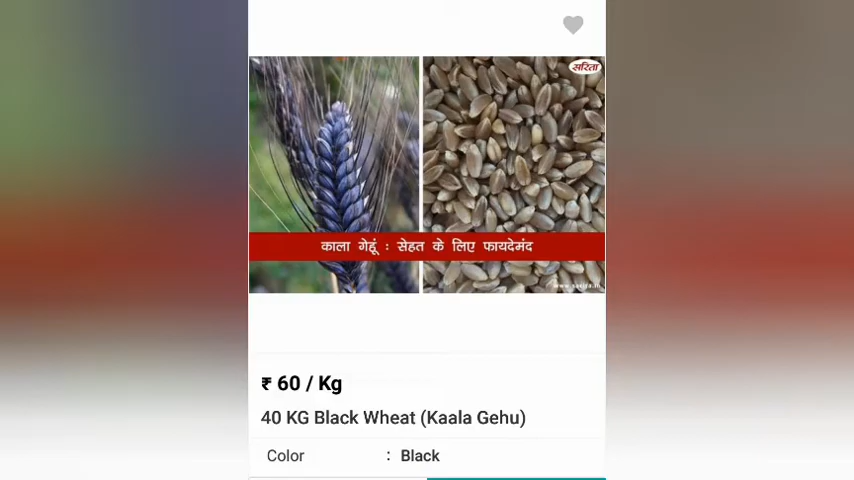 सरिता
काला गेहूं : सेहत के लिए फायदेमंद
₹ 60 / Kg
40 KG Black Wheat (Kaala Gehu)
Color : Black